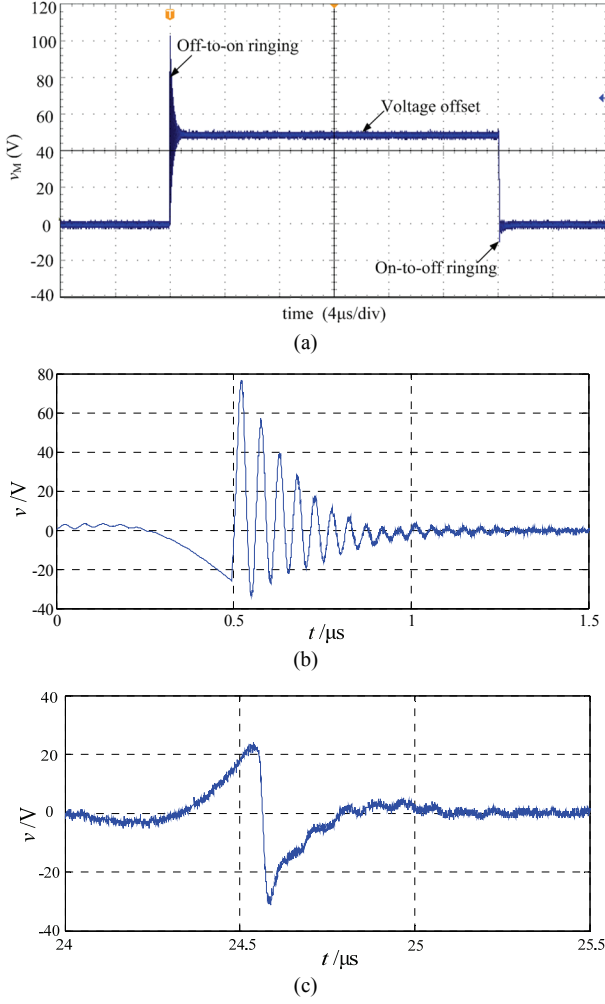 120
T
100
Off-to-on ringing
80
60
Voltage offset
v_M (V)
40
20
0
-20
On-to-off ringing
-40
time (4μs/div)
(a)
80
60
40
v /V
20
0
-20
-40
0
0.5
1
1.5
t /μs
(b)
40
20
v /V
0
-20
-40
24
24.5
25
25.5
t /μs
(c)